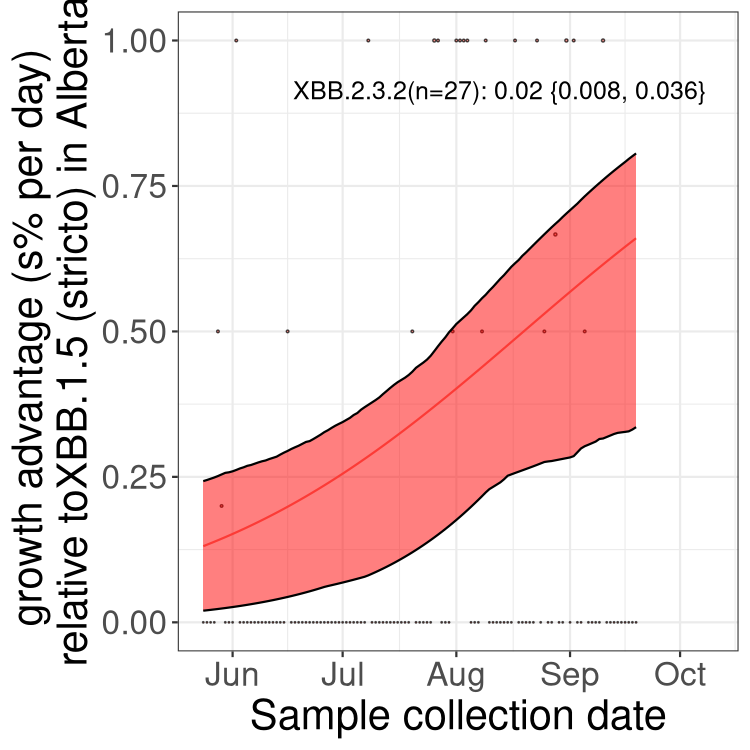 growth advantage (s% per day)
relative toXBB.1.5 (stricto) in Alberta
1.00
0.75
0.50
0.25
0.00
XBB.2.3.2(n=27): 0.02 {0.008, 0.036}
Jun Jul Aug Sep Oct
Sample collection date